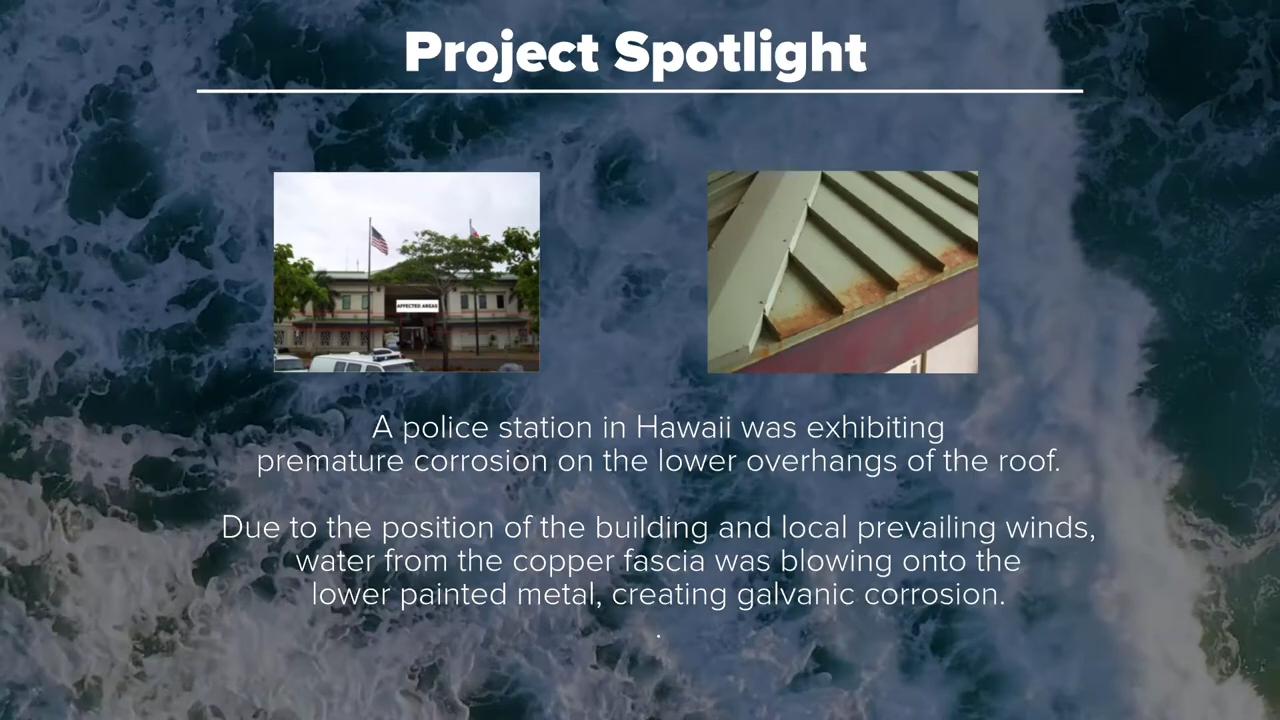 Project Spotlight
AFFECTED AREAS
A police station in Hawaii was exhibiting
premature corrosion on the lower overhangs of the roof.
Due to the position of the building and local prevailing winds,
water from the copper fascia was blowing onto the
lower painted metal, creating galvanic corrosion.
.